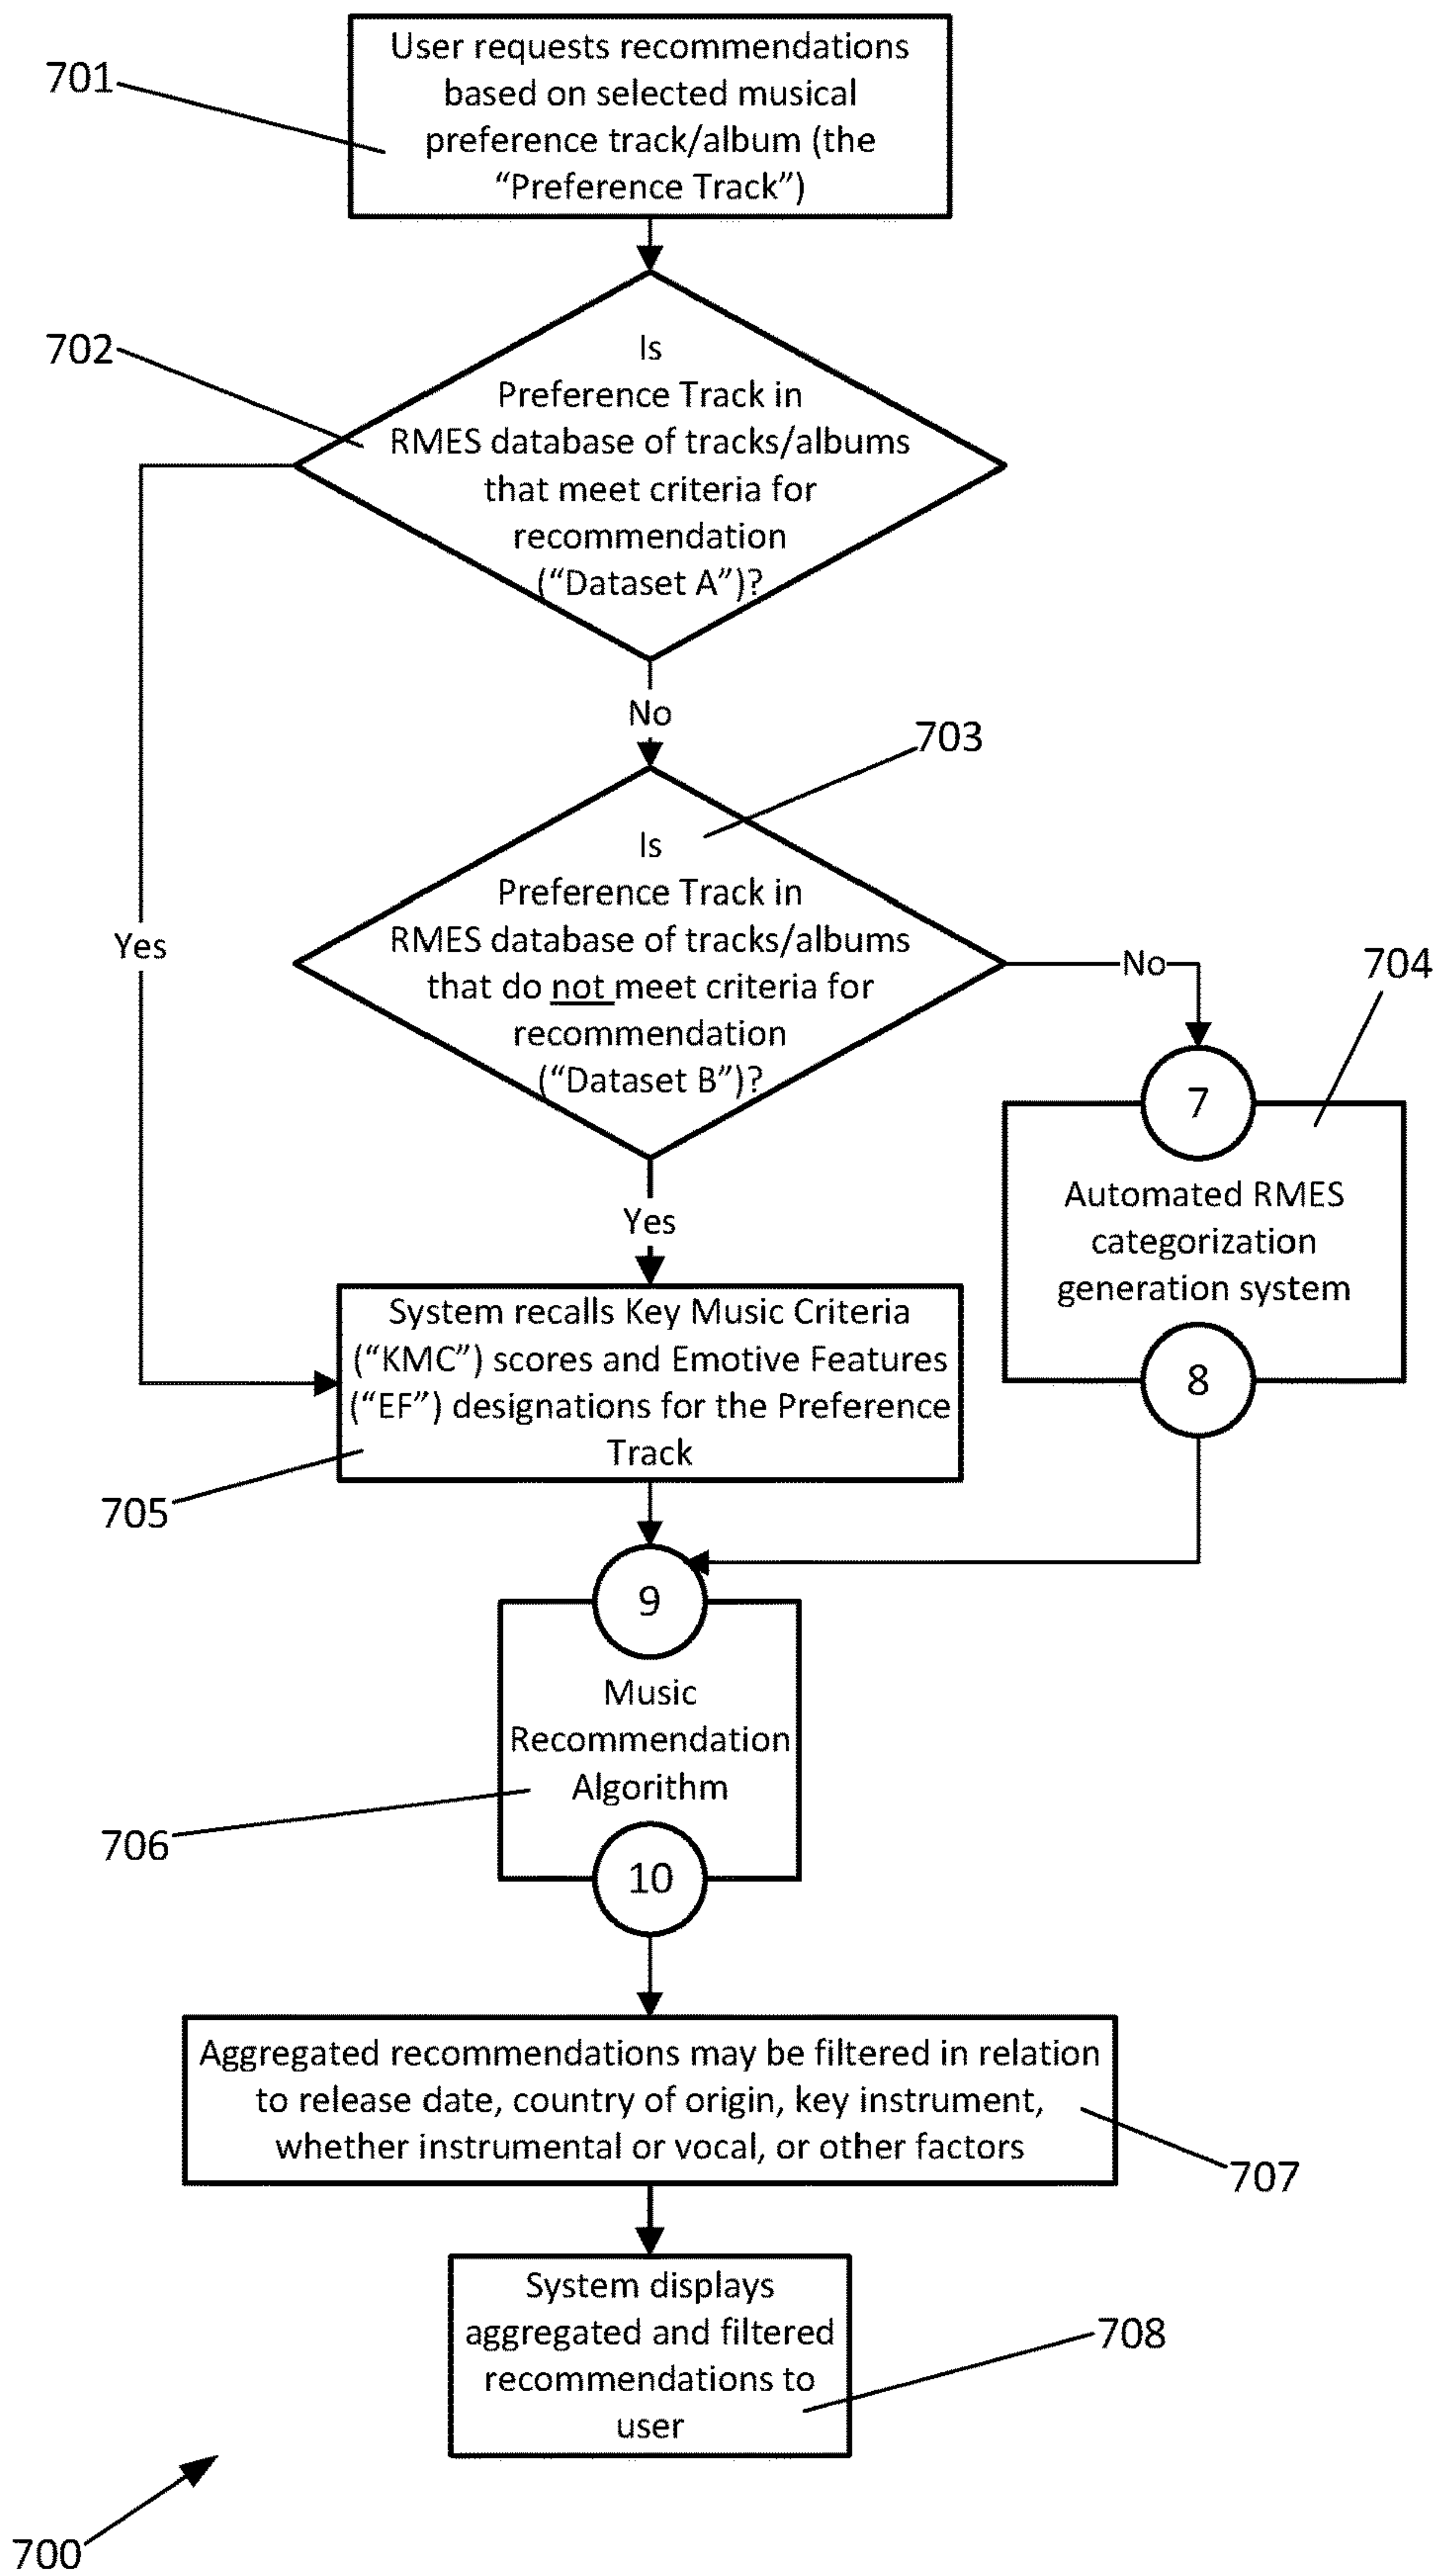 701
User requests recommendations
based on selected musical
preference track/album (the
“Preference Track”)
702
Is
Preference Track in
RMES database of tracks/albums
that meet criteria for
recommendation
(“Dataset A”)?
No
703
Is
Preference Track in
RMES database of tracks/albums
that do not meet criteria for
recommendation
(“Dataset B”)?
Yes
No
704
7
Automated RMES
categorization
generation system
8
Yes
System recalls Key Music Criteria
(“KMC”) scores and Emotive Features
(“EF”) designations for the Preference
Track
705
9
Music
Recommendation
Algorithm
706
10
Aggregated recommendations may be filtered in relation
to release date, country of origin, key instrument,
whether instrumental or vocal, or other factors
707
System displays
aggregated and filtered
recommendations to
user
708
700